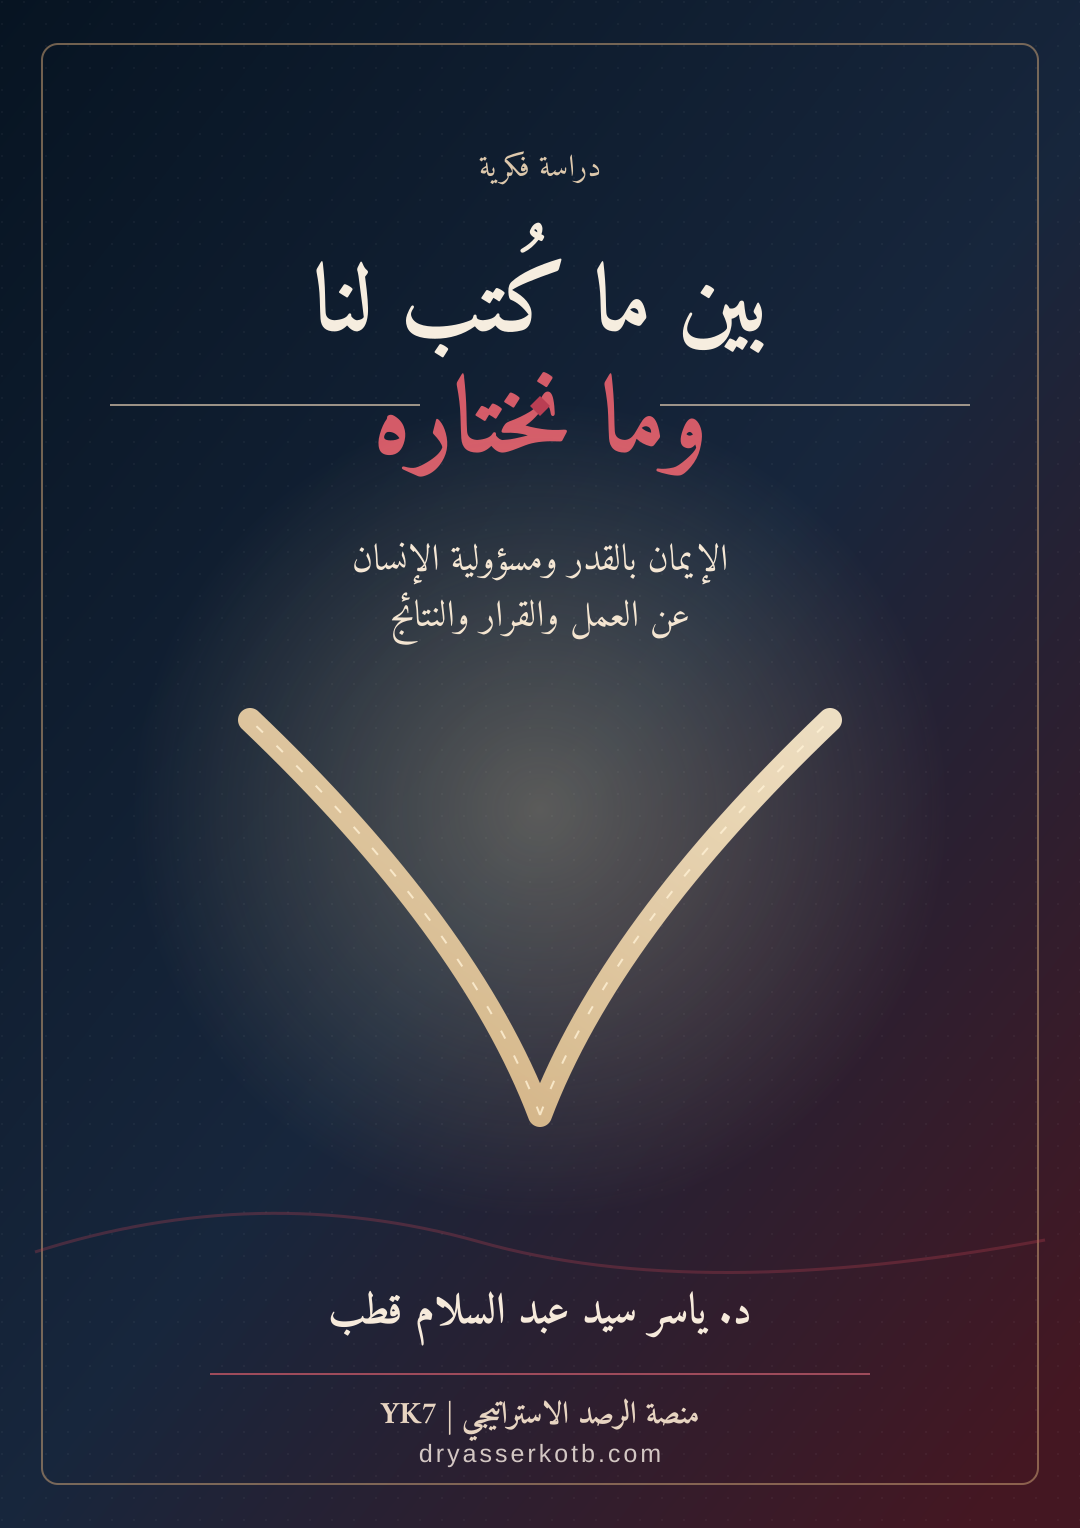 دراسة فكرية
بين ما كُتب لنا
وما نختاره
الإيمان بالقدر ومسؤولية الإنسان
عن العمل والقرار والنتائج
د. ياسر سيد عبد السلام قطب
منصة الرصد الاستراتيجي | YK7
dryasserkotb.com